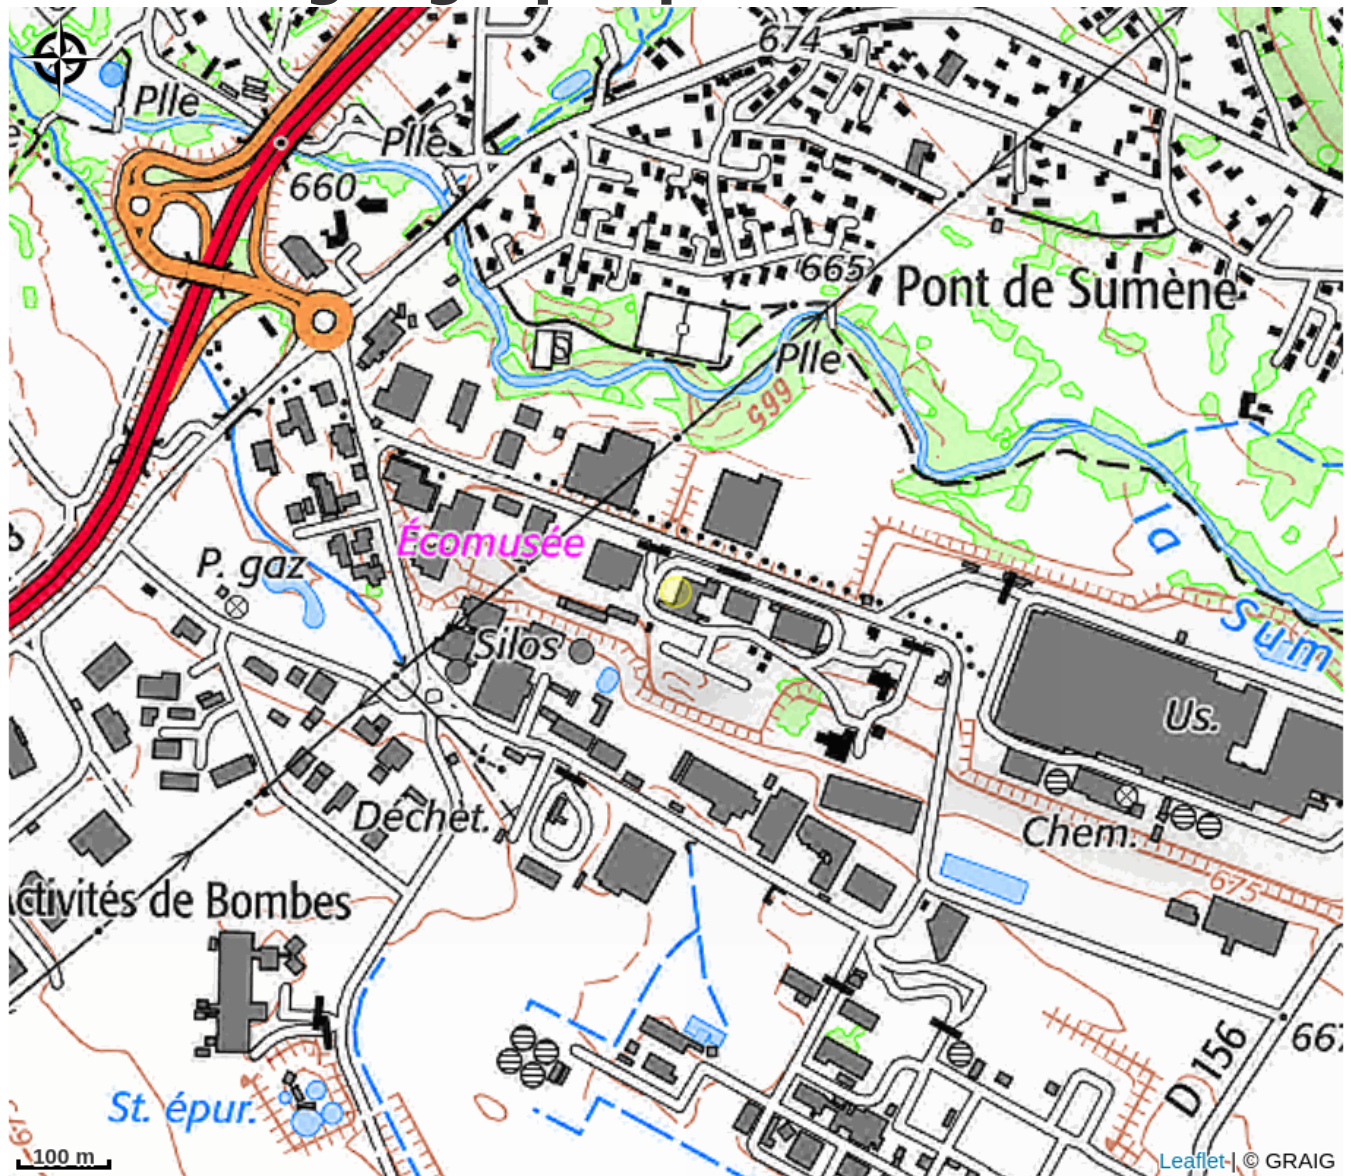 674
Plle
Plle
660
665
Pont de Sumène
Plle
665
la
Écomusée
P. gaz
Sum
Silos
Us.
Déchet.
Chem.
675
ctivités de Bombes
D 156
667
St. épur.
100 m
Leaflet | © GRAIG